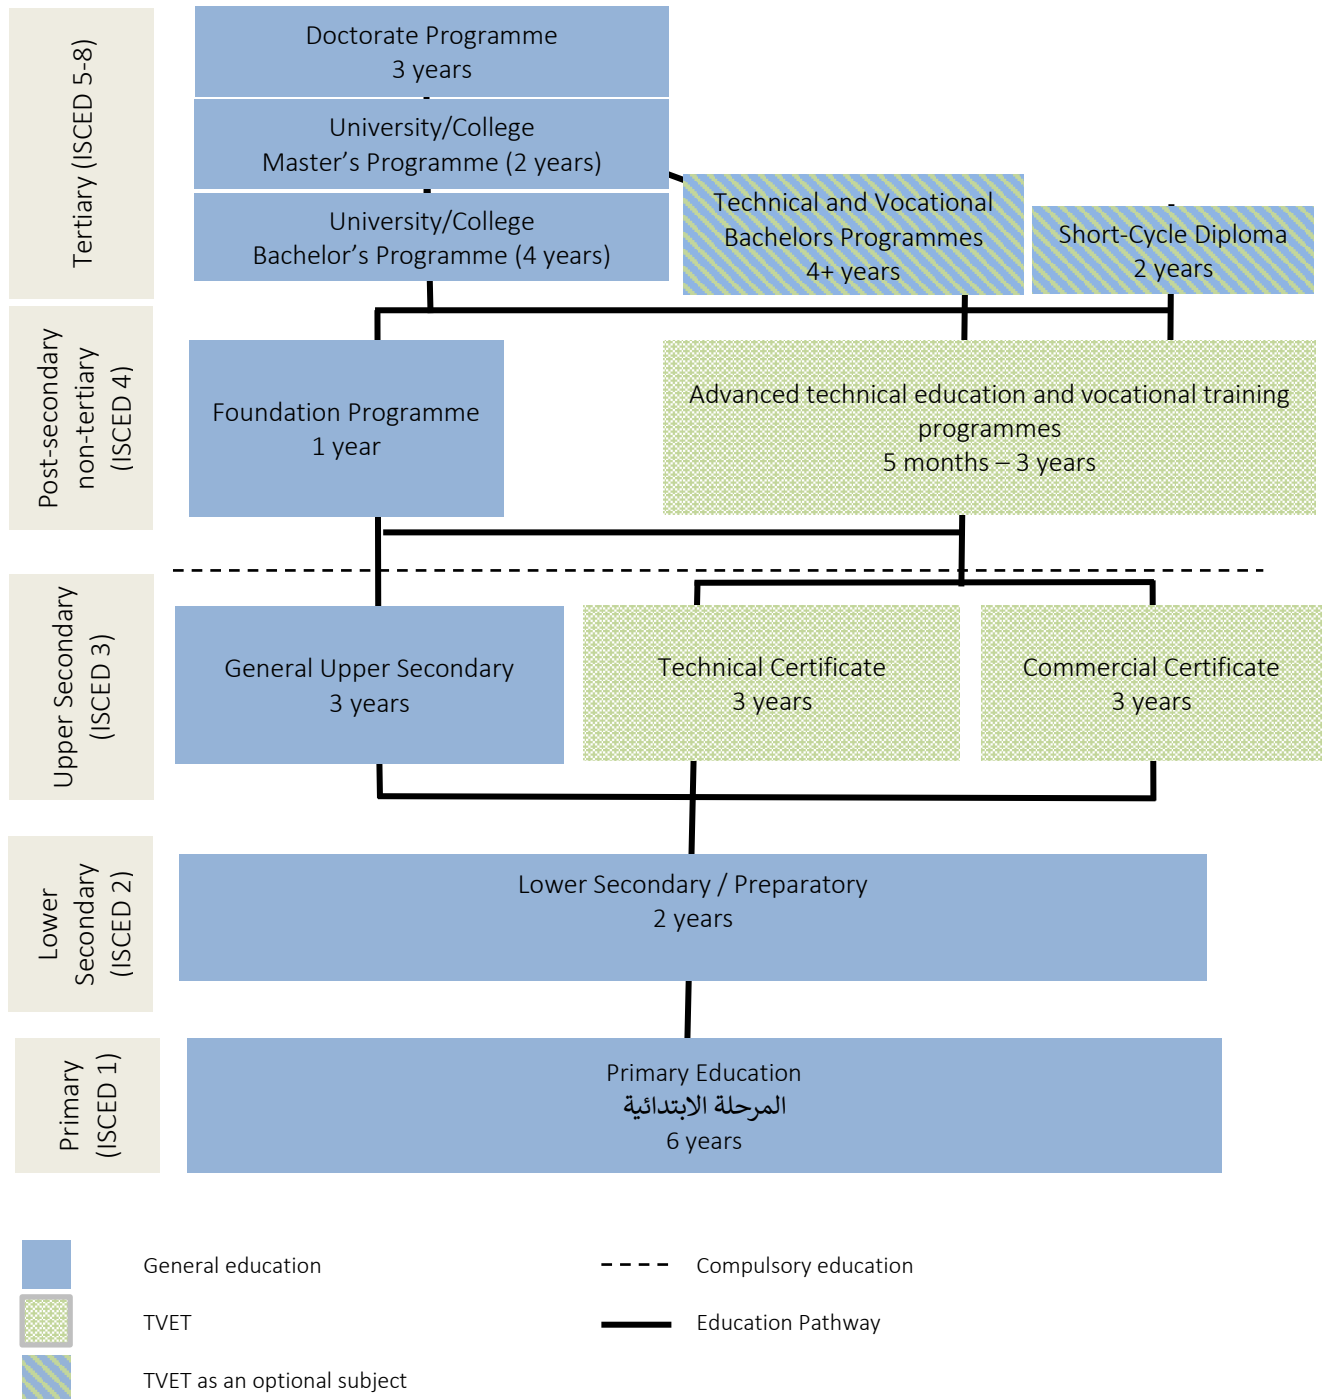 Tertiary (ISCED 5-8)
Doctorate Programme
3 years
University/College
Master’s Programme (2 years)
University/College
Bachelor’s Programme (4 years)
Technical and Vocational
Bachelors Programmes
4+ years
Short-Cycle Diploma
2 years
Post-secondary
non-tertiary
(ISCED 4)
Foundation Programme
1 year
Advanced technical education and vocational training
programmes
5 months – 3 years
Upper Secondary
(ISCED 3)
General Upper Secondary
3 years
Technical Certificate
3 years
Commercial Certificate
3 years
Lower
Secondary
(ISCED 2)
Lower Secondary / Preparatory
2 years
Primary
(ISCED 1)
Primary Education
المرحلة الابتدائية
6 years
General education
Compulsory education
TVET
Education Pathway
TVET as an optional subject